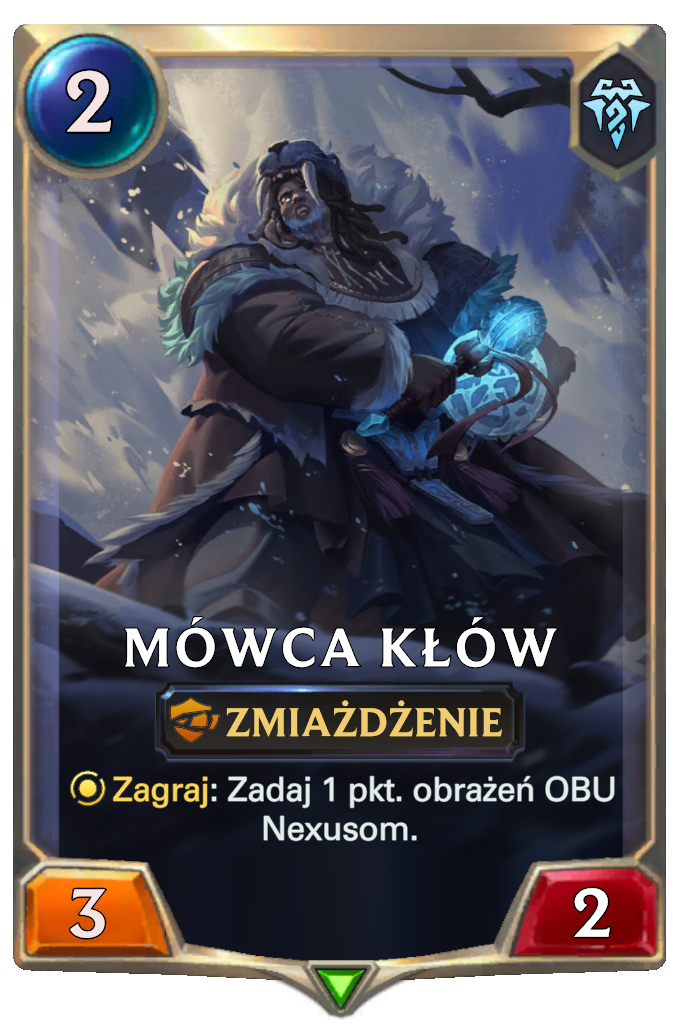 2
MÓWCA KŁÓW
ZMIAŻDŻENIE
Zagraj: Zadaj 1 pkt. obrażeń OBU
Nexusom.
3
2